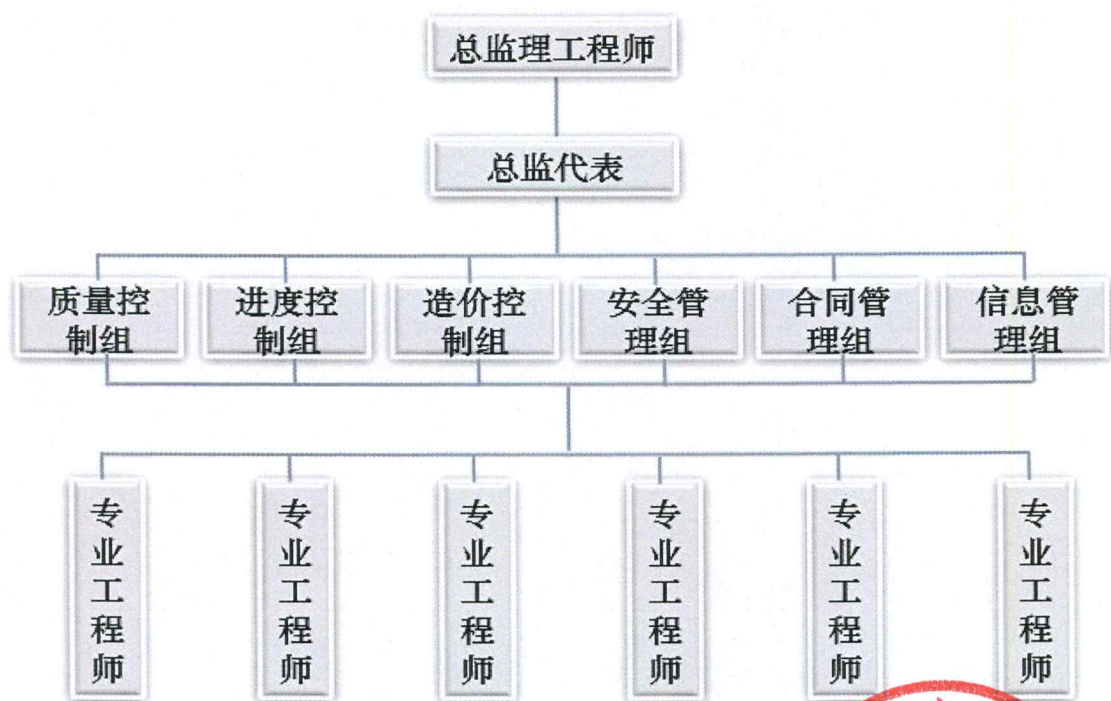 总监理工程师
总监代表
质量控
制组
进度控
制组
造价控
制组
安全管
理组
合同管
理组
信息管
理组
专业工程师
专业工程师
专业工程师
专业工程师
专业工程师
专业工程师